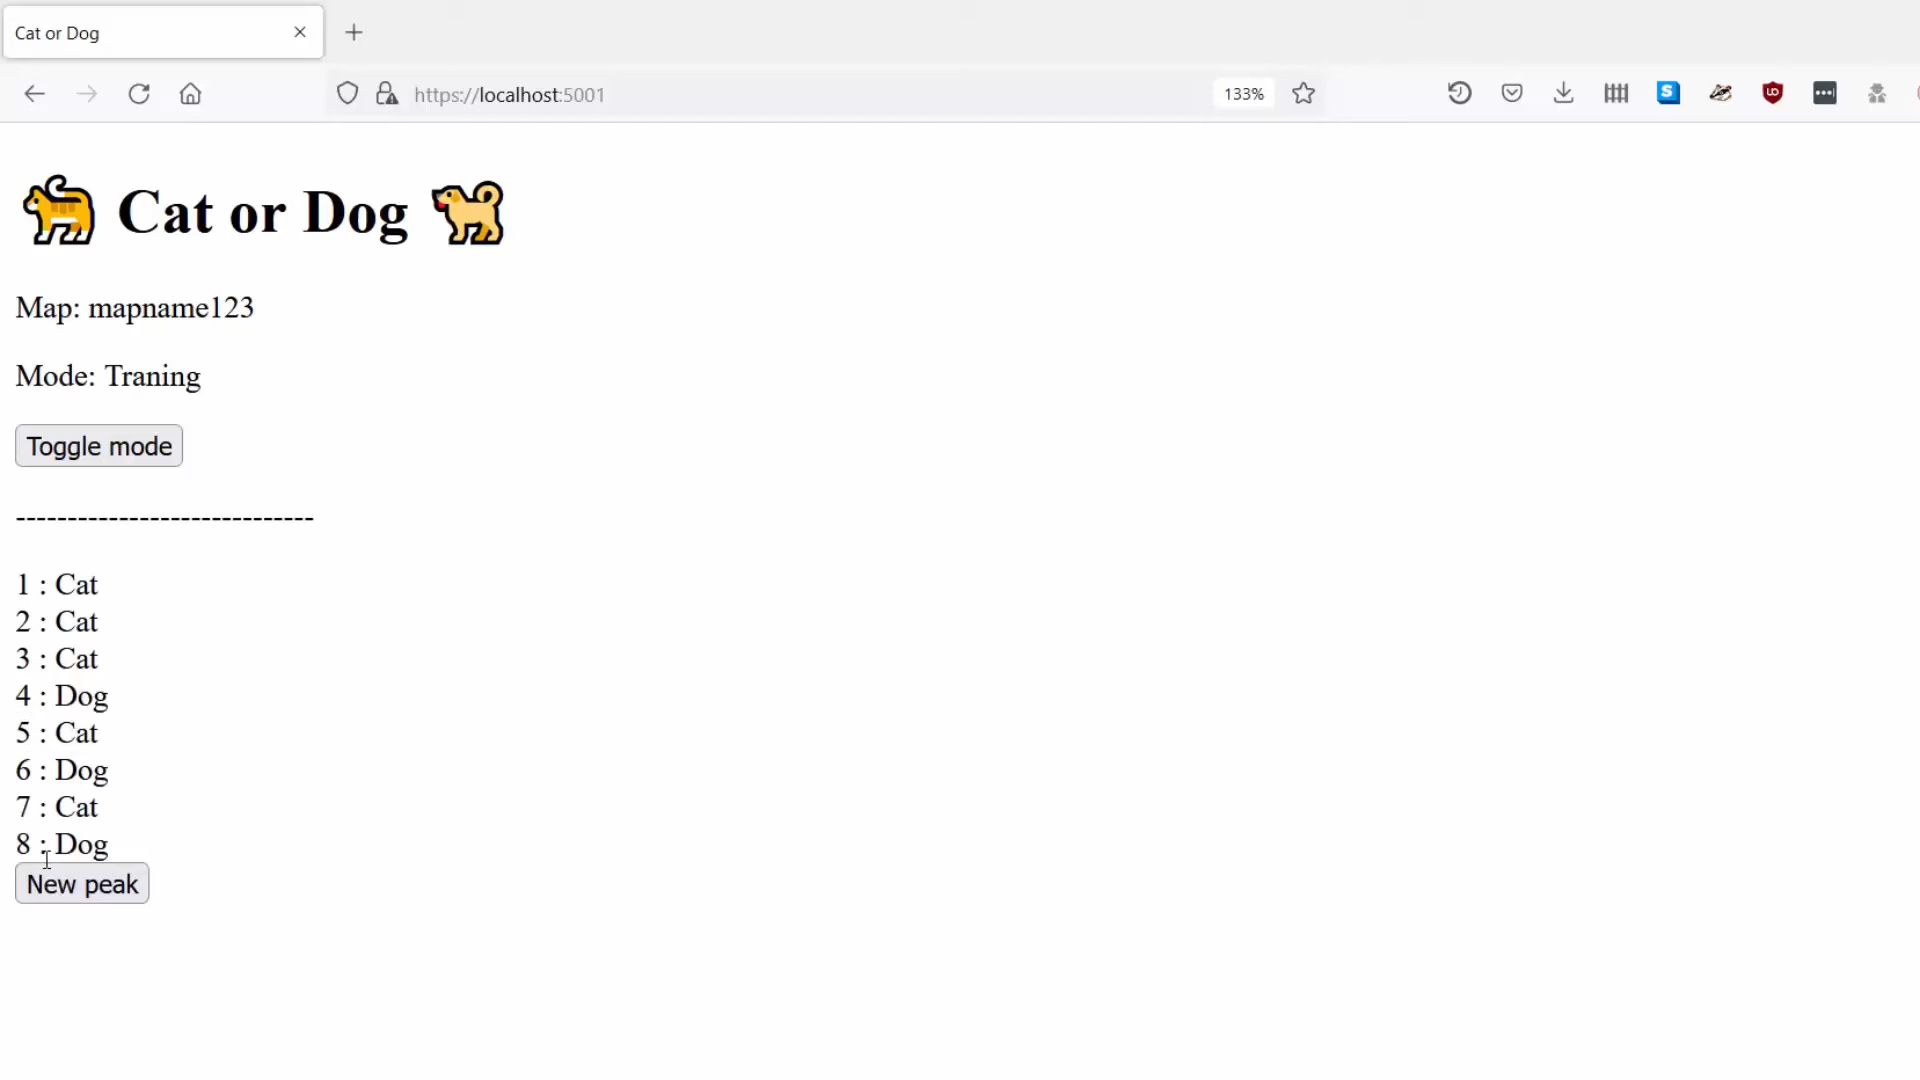 Cat or Dog
https://localhost:5001
133%
S
Cat or Dog
Map: mapname123
Mode: Traning
Toggle mode
-----------------------------
1 : Cat
2 : Cat
3 : Cat
4 : Dog
5 : Cat
6 : Dog
7 : Cat
8 : Dog
New peak